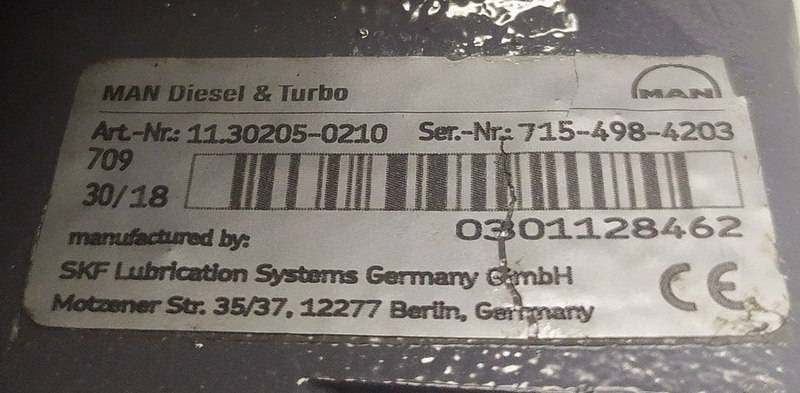 MAN Diesel & Turbo
MAN
Art.-Nr.: 11.30205-0210 Ser.-Nr.: 715-498-4203
709
30/18
0301128462
manufactured by:
SKF Lubrication Systems Germany GmbH
Motzener Str. 35/37, 12277 Berlin, Germany
CE